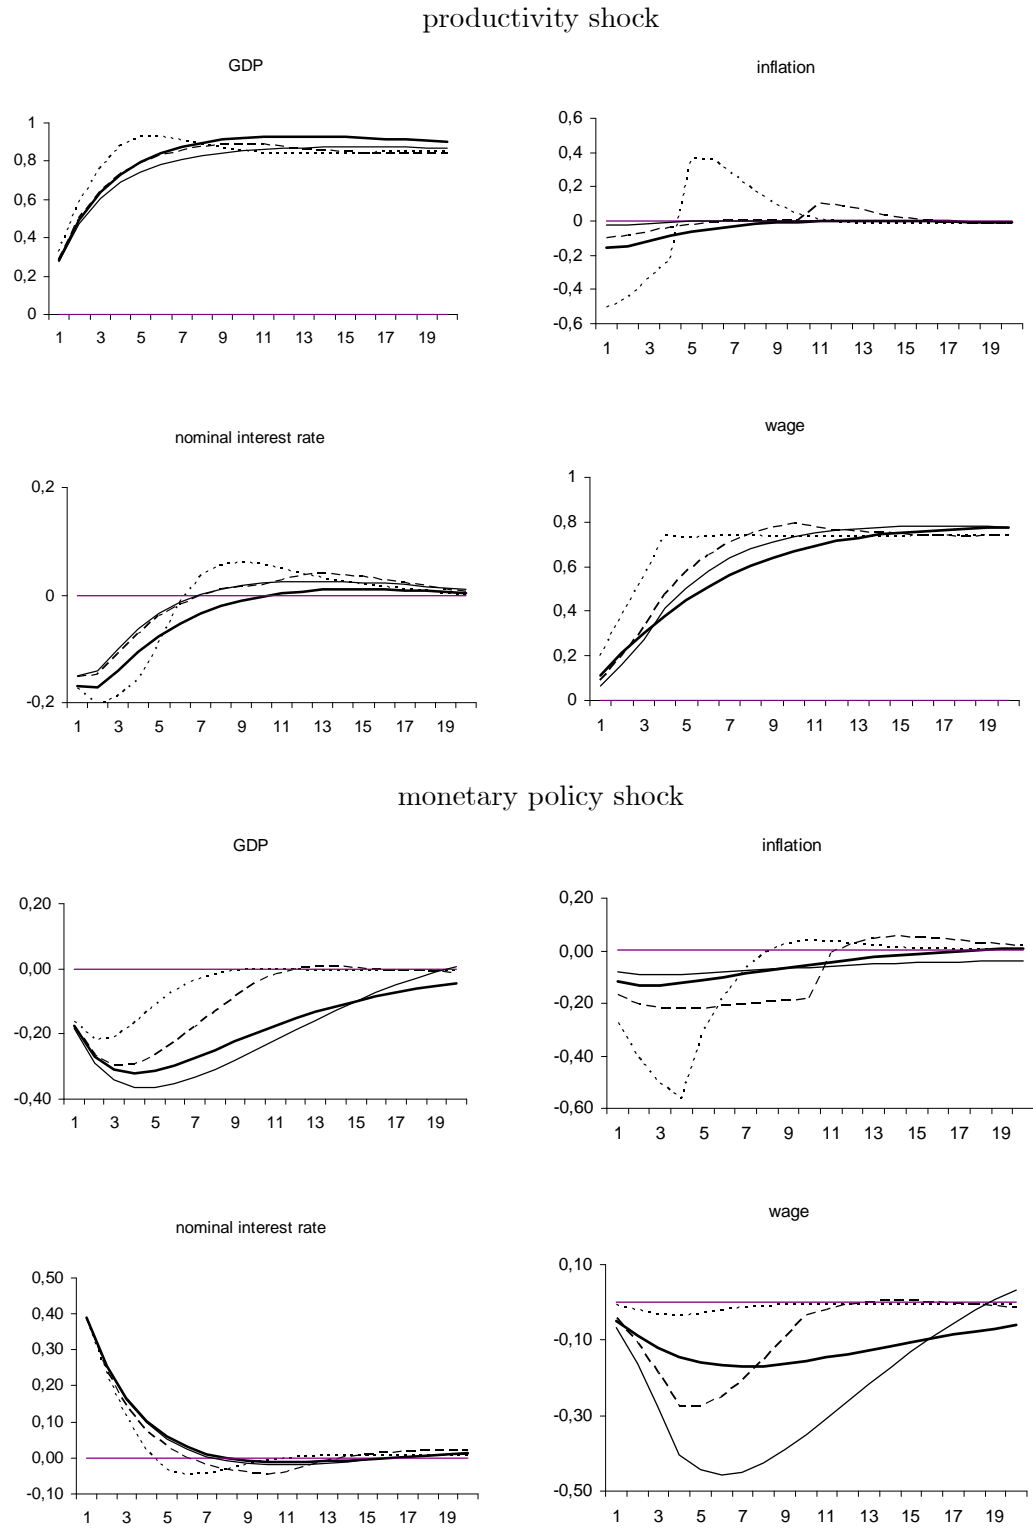 productivity shock
GDP
inflation
1
0,8
0,6
0,4
0,2
0
1 3 5 7 9 11 13 15 17 19
0,6
0,4
0,2
0
-0,2
-0,4
-0,6
1 3 5 7 9 11 13 15 17 19
nominal interest rate
wage
0,2
0
-0,2
1 3 5 7 9 11 13 15 17 19
1
0,8
0,6
0,4
0,2
0
1 3 5 7 9 11 13 15 17 19
monetary policy shock
GDP
inflation
0,20
0,00
-0,20
-0,40
1 3 5 7 9 11 13 15 17 19
0,20
0,00
-0,20
-0,40
-0,60
1 3 5 7 9 11 13 15 17 19
nominal interest rate
wage
0,50
0,40
0,30
0,20
0,10
0,00
-0,10
1 3 5 7 9 11 13 15 17 19
0,10
-0,10
-0,30
-0,50
1 3 5 7 9 11 13 15 17 19